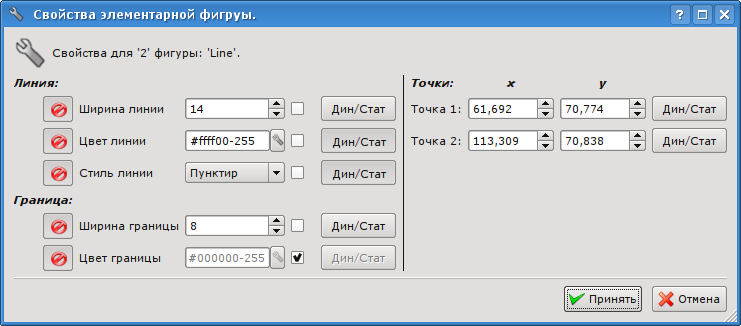 Свойства элементарной фигруы.
Свойства для '2' фигуры: 'Line'.
Линия:
Ширина линии 14 Дин/Стат
Цвет линии #ffff00-255 Дин/Стат
Стиль линии Пунктир Дин/Стат
Граница:
Ширина границы 8 Дин/Стат
Цвет границы #000000-255 Дин/Стат
Точки: x y
Точка 1: 61,692 70,774 Дин/Стат
Точка 2: 113,309 70,838 Дин/Стат
Принять Отмена